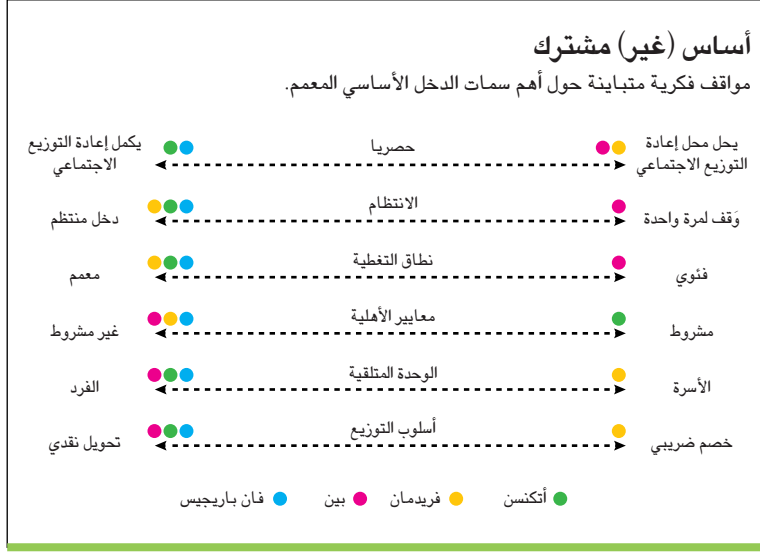 أساس (غير) مشترك
مواقف فكرية متباينة حول أهم سمات الدخل الأساسي المعمم.
يحل محل إعادة
التوزيع الاجتماعي
حصريا
يكمل إعادة التوزيع
الاجتماعي
وَقف لمرة واحدة
الانتظام
دخل منتظم
فئوي
نطاق التغطية
معمم
مشروط
معايير الأهلية
غير مشروط
الأسرة
الوحدة المتلقية
الفرد
خصم ضريبي
أسلوب التوزيع
تحويل نقدي
أتكنسن فريدمان بين فان باريجيس